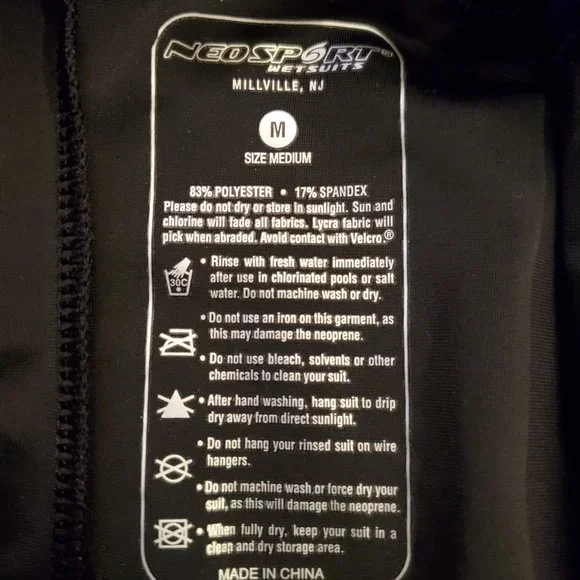 NEOSPORT®
WETSUITS
MILLVILLE, NJ
M
SIZE MEDIUM
83% POLYESTER • 17% SPANDEX
Please do not dry or store in sunlight. Sun and
chlorine will fade all fabrics. Lycra fabric will
pick when abraded. Avoid contact with Velcro.®
• Rinse with fresh water immediately
after use in chlorinated pools or salt
water. Do not machine wash or dry.
30C
• Do not use an iron on this garment, as
this may damage the neoprene.
• Do not use bleach, solvents or other
chemicals to clean your suit.
• After hand washing, hang suit to drip
dry away from direct sunlight.
• Do not hang your rinsed suit on wire
hangers.
• Do not machine wash or force dry your
suit, as this will damage the neoprene.
• When fully dry, keep your suit in a
clean and dry storage area.
MADE IN CHINA